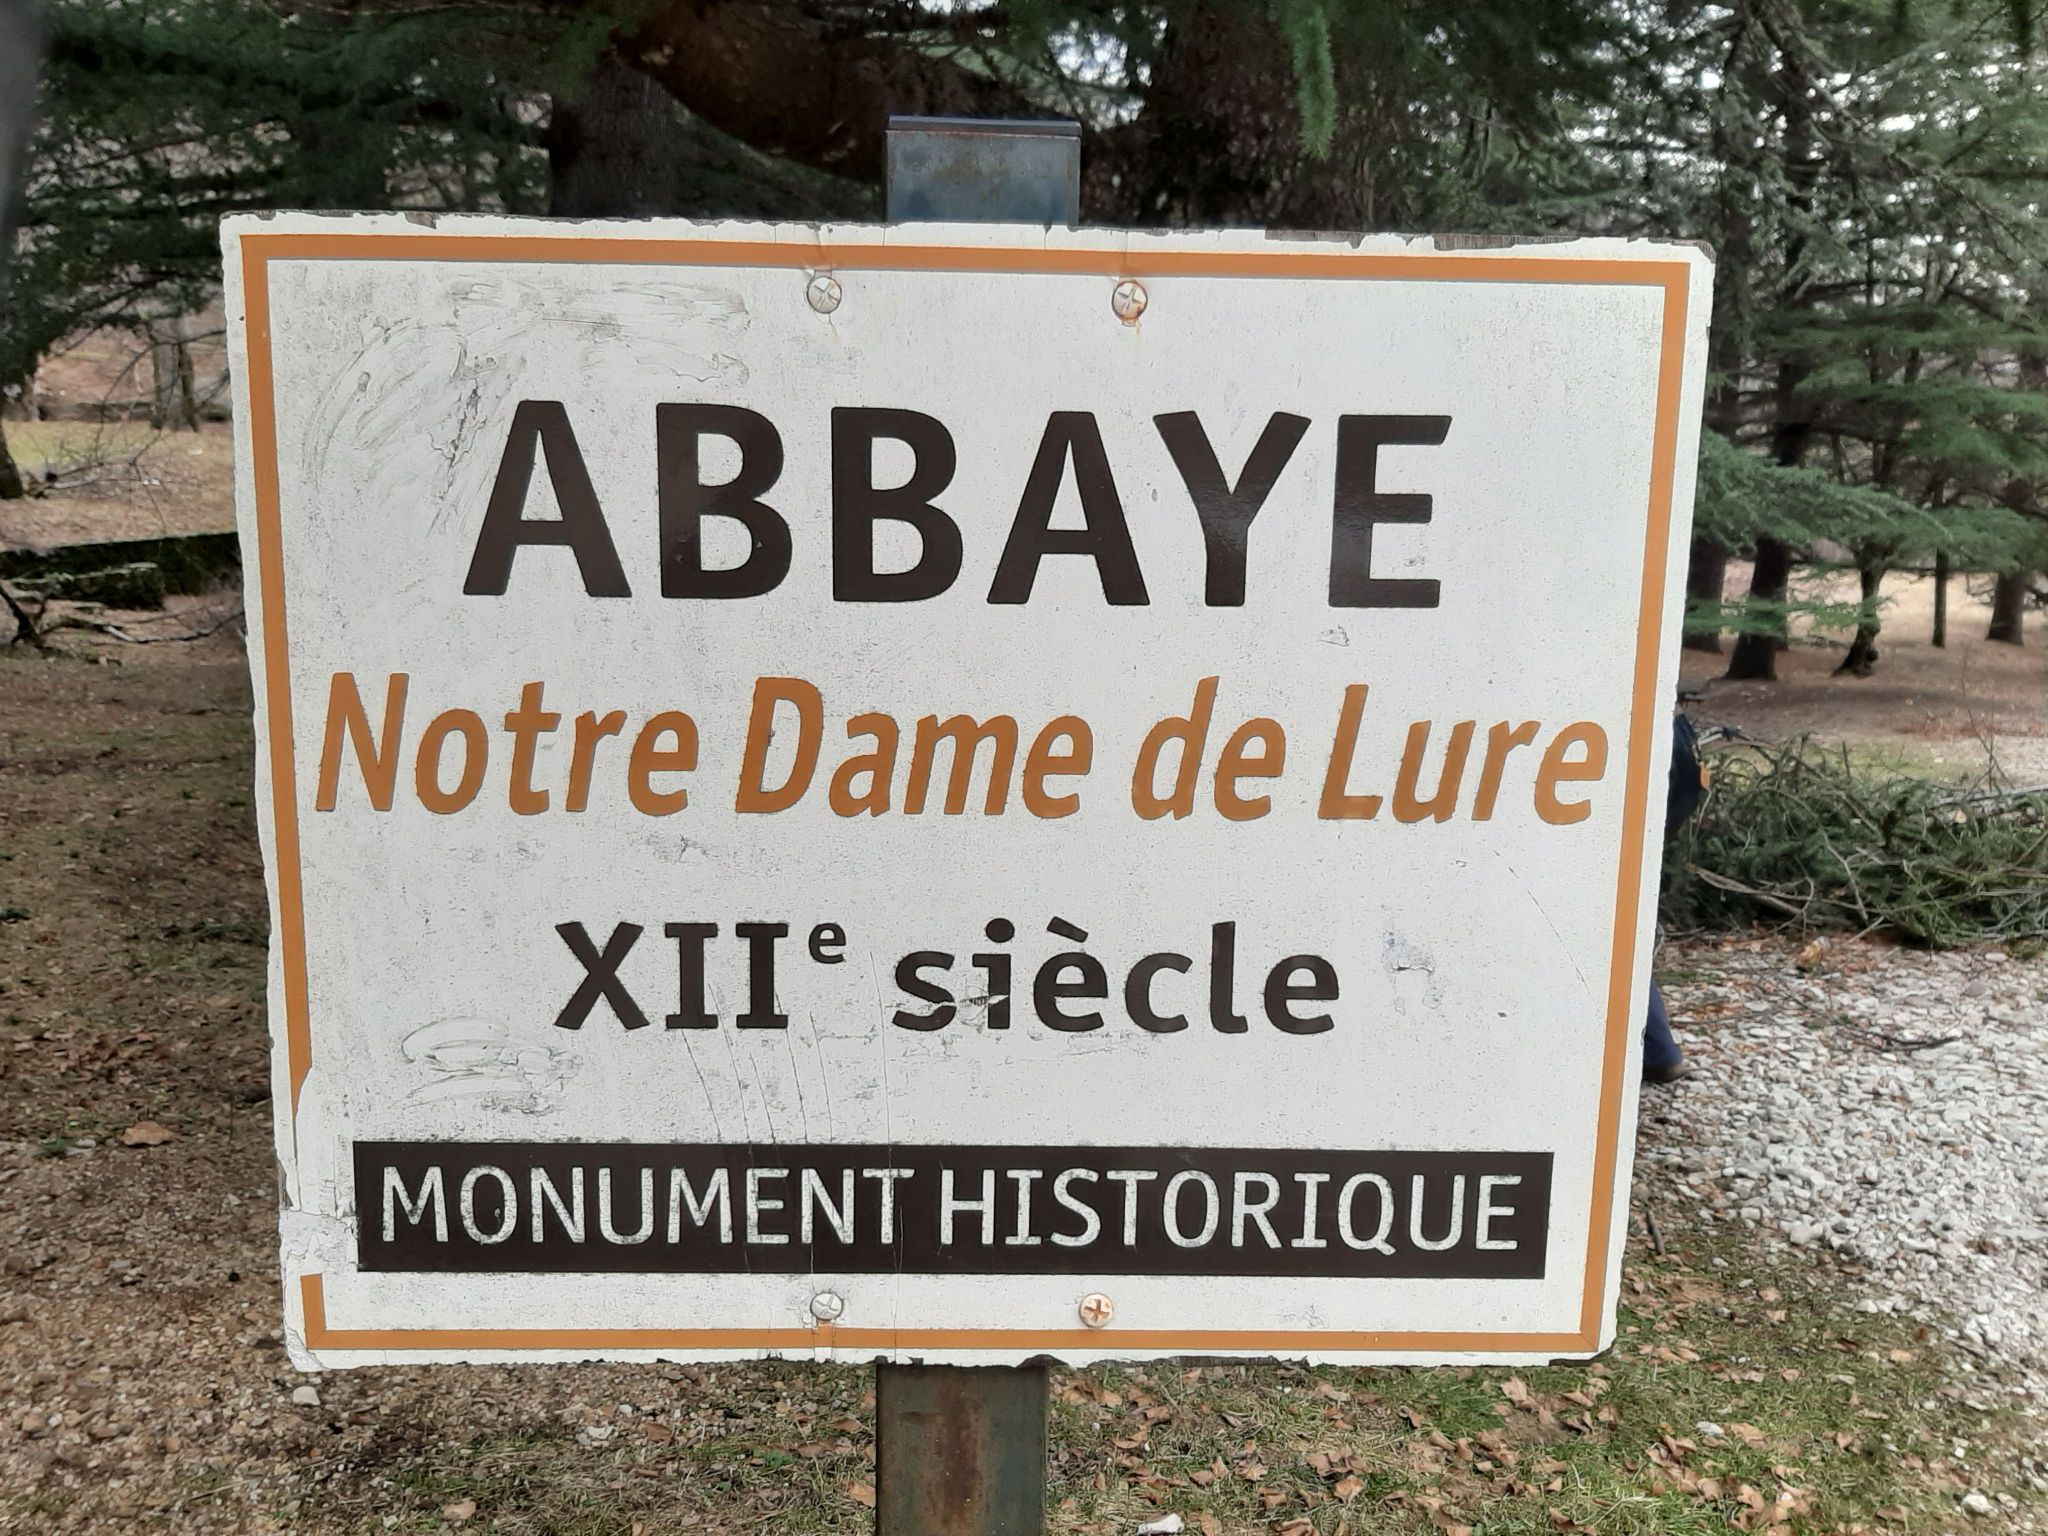 ABBAYE
Notre Dame de Lure
XIIe siècle
MONUMENT HISTORIQUE